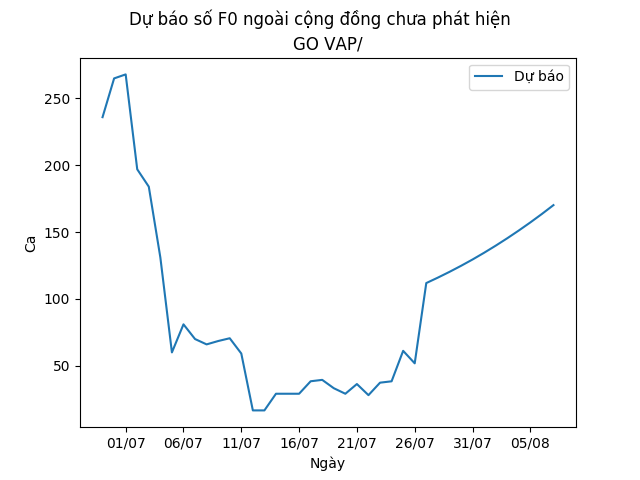 Dự báo số F0 ngoài cộng đồng chưa phát hiện
GO VAP/
Dự báo
250
200
150
100
50
Ca
01/07 06/07 11/07 16/07 21/07 26/07 31/07 05/08
Ngày